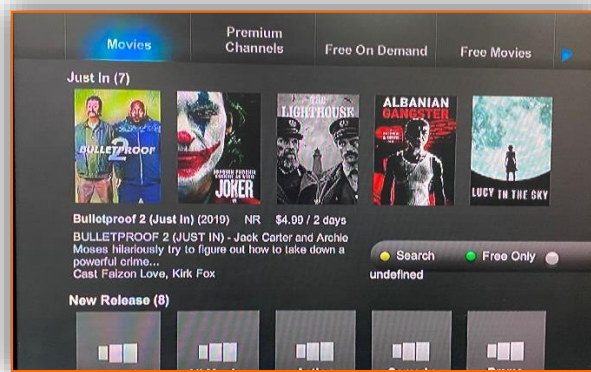 Movies
Premium
Channels
Free On Demand
Free Movies
Just In (7)
BULLETPROOF
2
JOKER
THE
LIGHTHOUSE
ALBANIAN
GANGSTER
LUCY IN THE SKY
Bulletproof 2 (Just In) (2019) NR $4.99 / 2 days
BULLETPROOF 2 (JUST IN) - Jack Carter and Archie
Moses hilariously try to figure out how to take down a
powerful crime...
Cast Faizon Love, Kirk Fox
Search
Free Only
undefined
New Release (8)